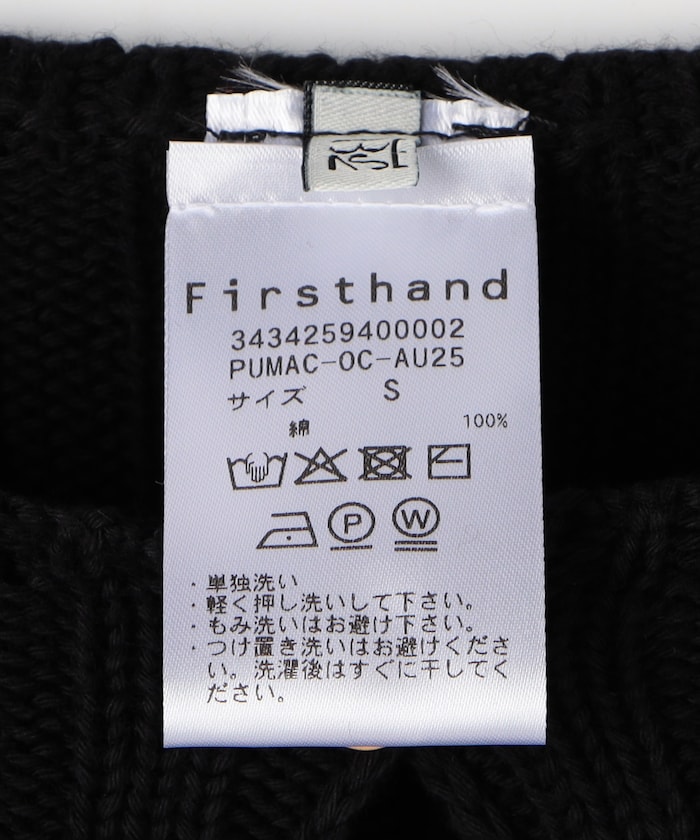 Firsthand
3434259400002
PUMAC-OC-AU25
サイズ S
綿 100%
P W
・単独洗い
・軽く押し洗いして下さい。
・もみ洗いはお避け下さい。
・つけ置き洗いはお避けくださ
い。洗濯後はすぐに干してく
ださい。